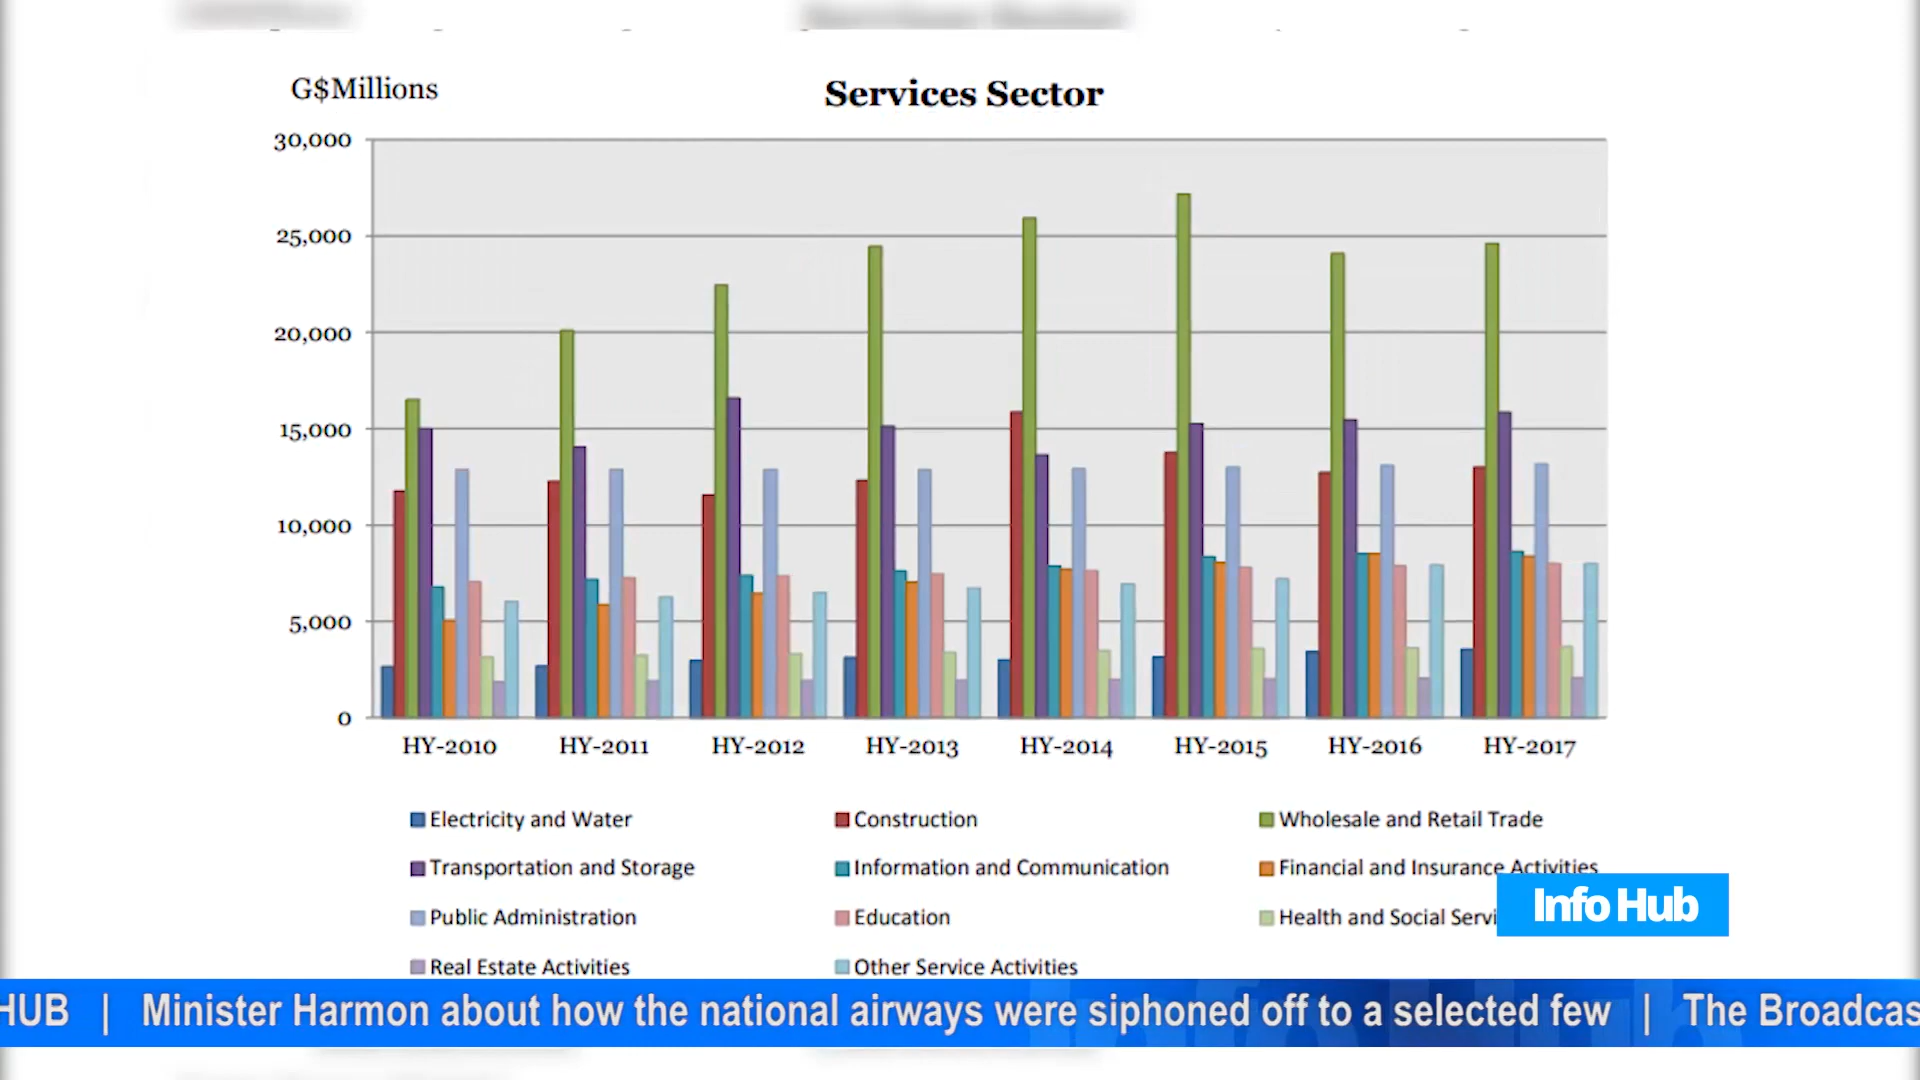 G$Millions
Services Sector
30,000
25,000
20,000
15,000
10,000
5,000
0
HY-2010 HY-2011 HY-2012 HY-2013 HY-2014 HY-2015 HY-2016 HY-2017
Electricity and Water Construction Wholesale and Retail Trade
Transportation and Storage Information and Communication Financial and Insurance Activities
Public Administration Education Health and Social Servi
Info Hub
Real Estate Activities Other Service Activities
HUB | Minister Harmon about how the national airways were siphoned off to a selected few | The Broadcas